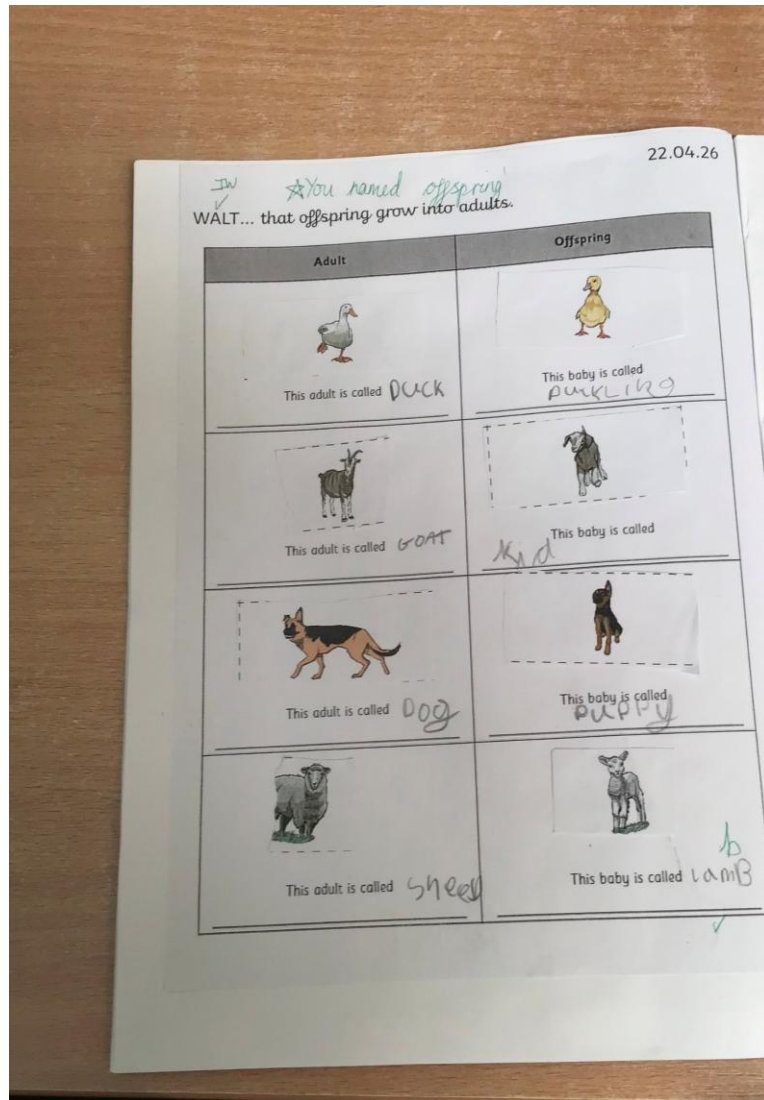 22.04.26
IW ☆You named offspring
✓
WALT... that offspring grow into adults.
Adult Offspring
This adult is called DUCK
This baby is called
DUCKLING
This adult is called GOAT
This baby is called
Kid
This adult is called Dog
This baby is called
PUPPy
This adult is called Sheep
b
This baby is called lamB
✓